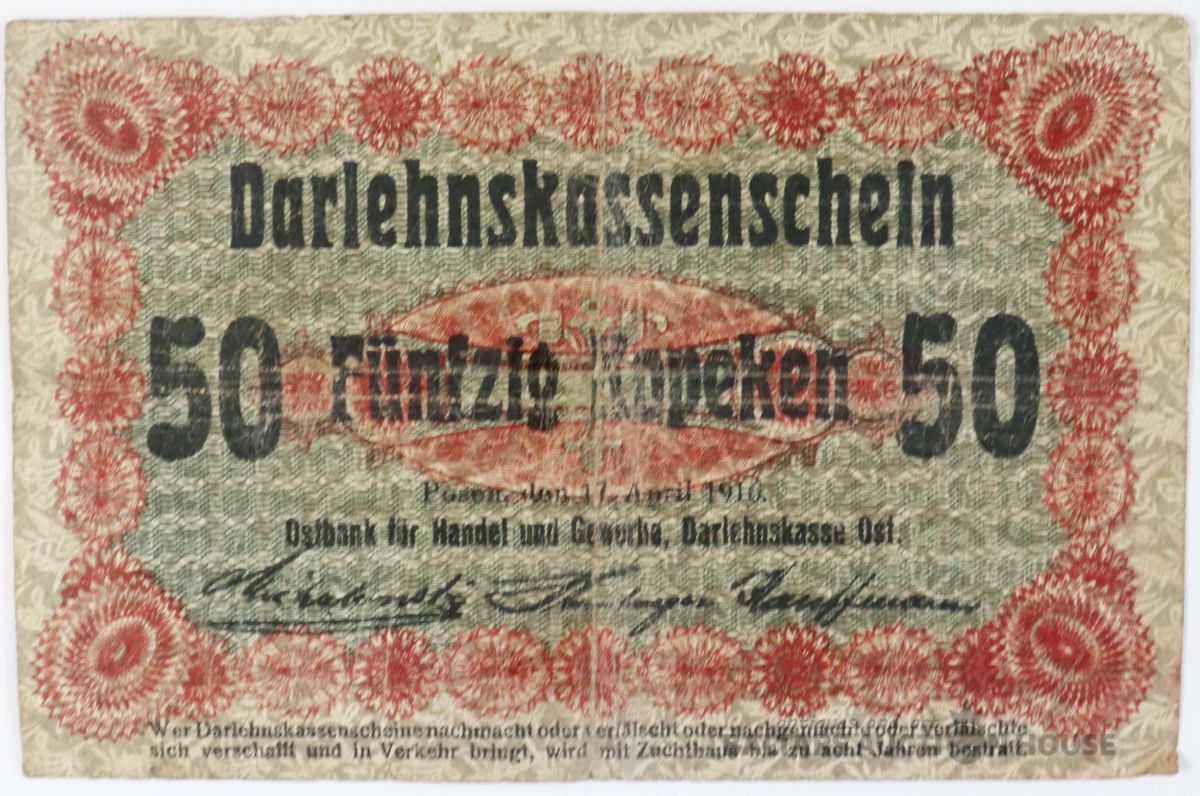 Darlehnskassenschein
50 Fünfzig Kopeken 50
Posen, den 17. April 1916.
Ostbank für Handel und Gewerbe, Darlehnskasse Ost.
Kauffmann
Wer Darlehnskassenscheine nachmacht oder verfälscht oder nachgemachte oder verfälschte
sich verschafft und in Verkehr bringt, wird mit Zuchthaus bis zu acht Jahren bestraft.
HOUSE